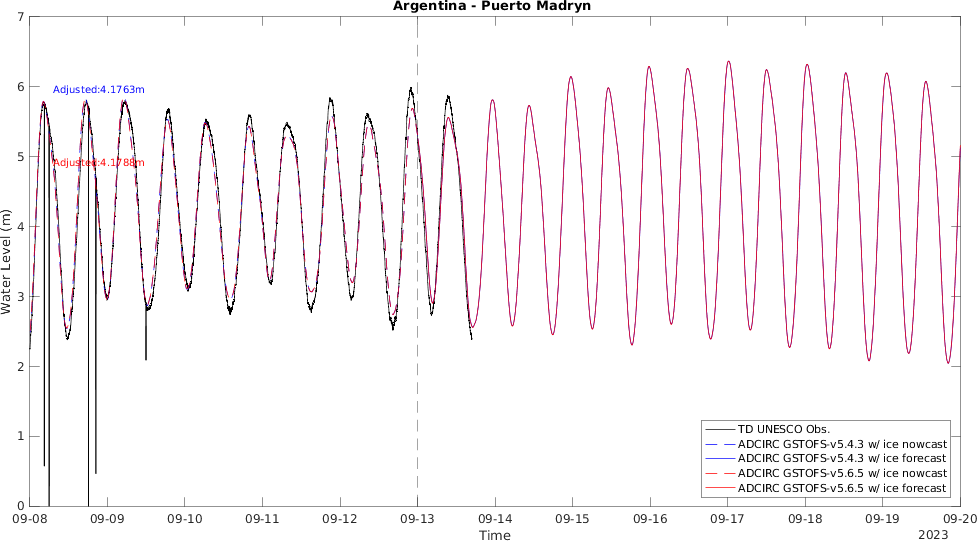 Argentina - Puerto Madryn
7
6
5
4
3
2
1
0
Water Level (m)
Adjusted:4.1763m
Adjusted:4.1788m
TD UNESCO Obs.
ADCIRC GSTOFS-v5.4.3 w/ ice nowcast
ADCIRC GSTOFS-v5.4.3 w/ ice forecast
ADCIRC GSTOFS-v5.6.5 w/ ice nowcast
ADCIRC GSTOFS-v5.6.5 w/ ice forecast
09-08 09-09 09-10 09-11 09-12 09-13 09-14 09-15 09-16 09-17 09-18 09-19 09-20
Time
2023